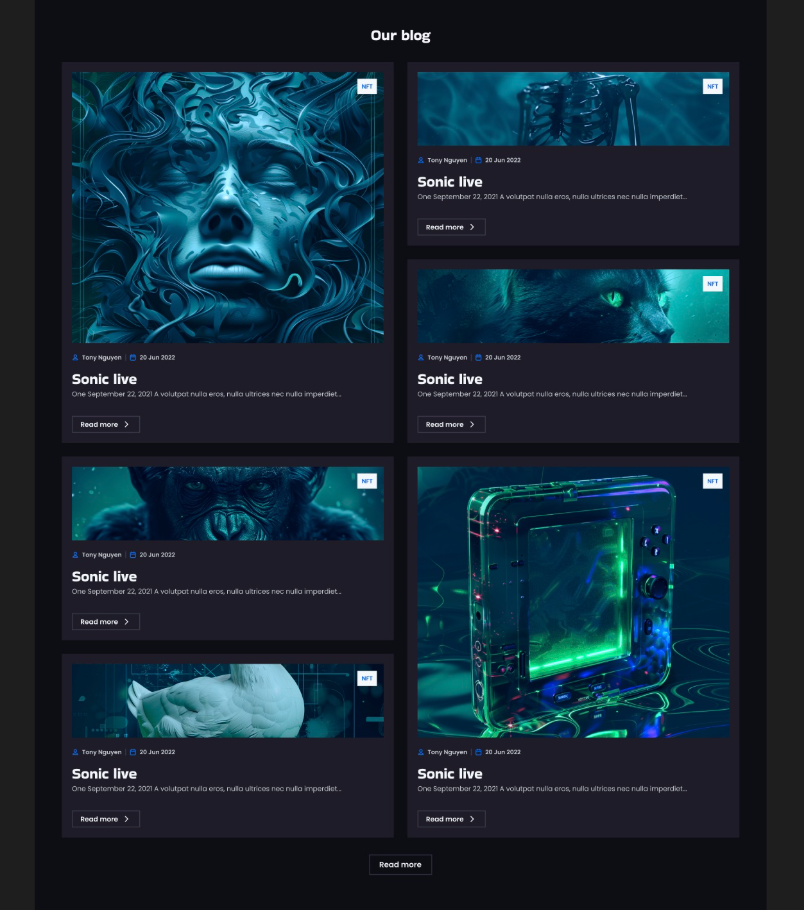 Our blog
NFT
Tony Nguyen | 20 Jun 2022
Sonic live
One September 22, 2021 A volutpat nulla eros, nulla ultrices nec nulla imperdiet...
Read more
NFT
Tony Nguyen | 20 Jun 2022
Sonic live
One September 22, 2021 A volutpat nulla eros, nulla ultrices nec nulla imperdiet...
Read more
NFT
Tony Nguyen | 20 Jun 2022
Sonic live
One September 22, 2021 A volutpat nulla eros, nulla ultrices nec nulla imperdiet...
Read more
NFT
Tony Nguyen | 20 Jun 2022
Sonic live
One September 22, 2021 A volutpat nulla eros, nulla ultrices nec nulla imperdiet...
Read more
NFT
Tony Nguyen | 20 Jun 2022
Sonic live
One September 22, 2021 A volutpat nulla eros, nulla ultrices nec nulla imperdiet...
Read more
NFT
Tony Nguyen | 20 Jun 2022
Sonic live
One September 22, 2021 A volutpat nulla eros, nulla ultrices nec nulla imperdiet...
Read more
Read more